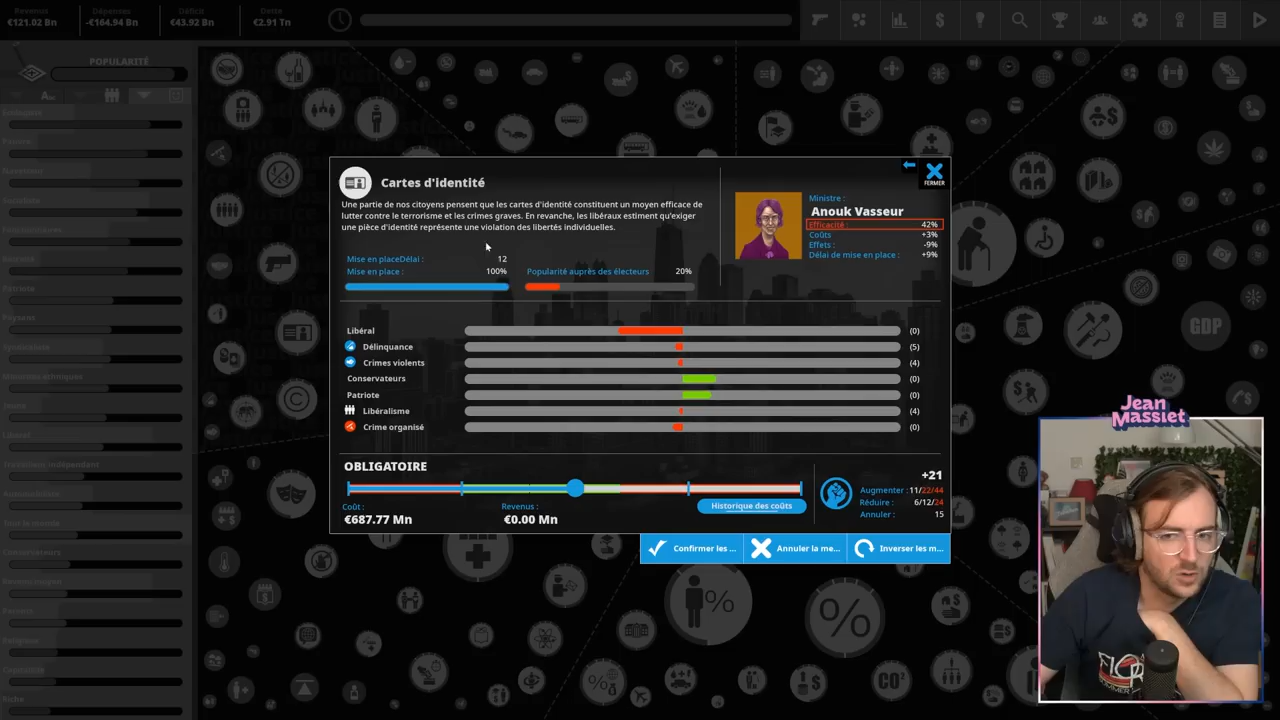 Revenus
Dépenses
Déficit
Dette
€121.02 Bn
-€164.94 Bn
€43.92 Bn
€2.91 Tn
POPULARITÉ
GDP
CO²
%
Cartes d'identité
Une partie de nos citoyens pensent que les cartes d'identité constituent un moyen efficace de
lutter contre le terrorisme et les crimes graves. En revanche, les libéraux estiment qu'exiger
une pièce d'identité représente une violation des libertés individuelles.
Mise en placeDélai : 12
Mise en place : 100%
Popularité auprès des électeurs 20%
FERMER
Ministre :
Anouk Vasseur
Efficacité : 42%
Coûts +3%
Effets : -9%
Délai de mise en place : +9%
Libéral (0)
Délinquance (5)
Crimes violents (4)
Conservateurs (0)
Patriote (0)
Libéralisme (4)
Crime organisé (0)
OBLIGATOIRE
Coût :
€687.77 Mn
Revenus :
€0.00 Mn
Historique des coûts
+21
Augmenter : 11/22/44
Réduire : 6/12/24
Annuler : 15
Confirmer les ...
Annuler la me...
Inverser les m...
Jean
Massiet